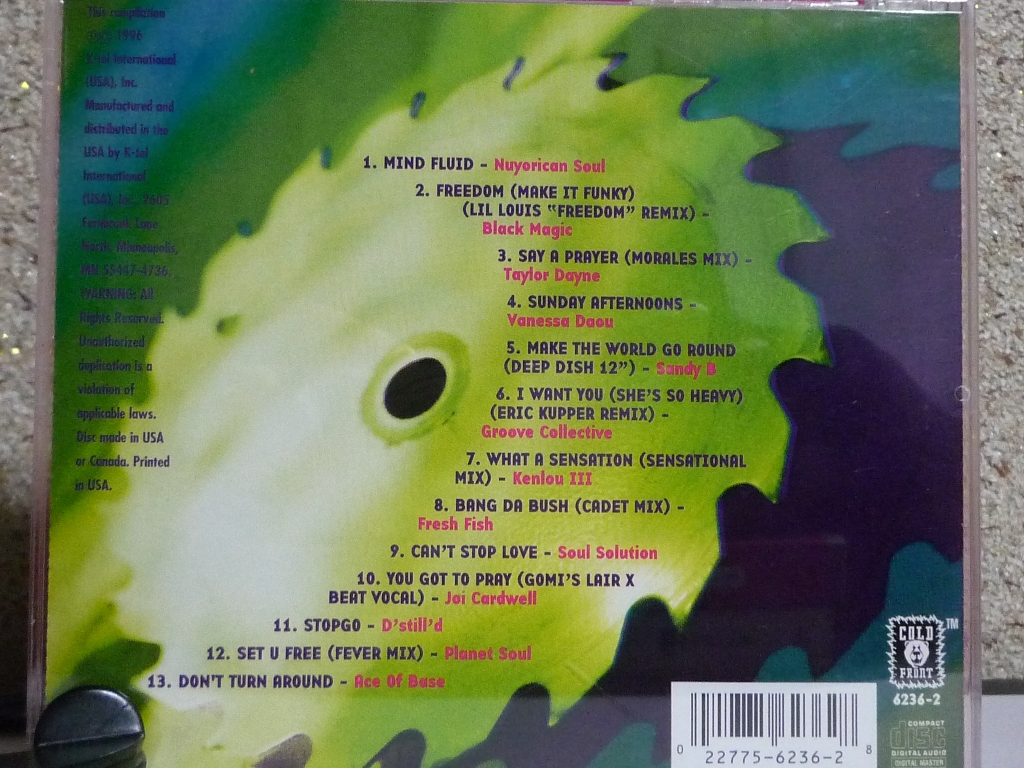 This compilation
1996
K-tel International
(USA), Inc.
Manufactured and
distributed in the
USA by K-tel
International
(USA), Inc., 2605
Fernbrook Lane
North, Minneapolis,
MN 55447-4736.
WARNING: All
Rights Reserved.
Unauthorized
duplication is a
violation of
applicable laws.
Disc made in USA
or Canada. Printed
in USA.
1. MIND FLUID – Nuyorican Soul
2. FREEDOM (MAKE IT FUNKY)
(LIL LOUIS "FREEDOM" REMIX) –
Black Magic
3. SAY A PRAYER (MORALES MIX) –
Taylor Dayne
4. SUNDAY AFTERNOONS –
Vanessa Daou
5. MAKE THE WORLD GO ROUND
(DEEP DISH 12") – Sandy B
6. I WANT YOU (SHE'S SO HEAVY)
(ERIC KUPPER REMIX) –
Groove Collective
7. WHAT A SENSATION (SENSATIONAL
MIX) – Kenlou III
8. BANG DA BUSH (CADET MIX) –
Fresh Fish
9. CAN'T STOP LOVE – Soul Solution
10. YOU GOT TO PRAY (GOMI'S LAIR X
BEAT VOCAL) – Joi Cardwell
11. STOPGO – D'still'd
12. SET U FREE (FEVER MIX) – Planet Soul
13. DON'T TURN AROUND – Ace Of Base
COLD
FRONT
TM
6236-2
0 22775-6236-2 8
COMPACT
disc
DIGITAL AUDIO
DIGITAL MASTER